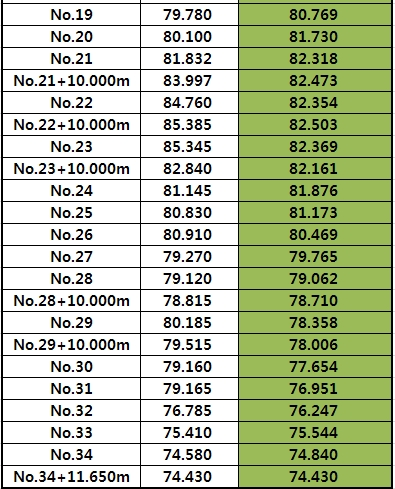 No.19 79.780 80.769
No.20 80.100 81.730
No.21 81.832 82.318
No.21+10.000m 83.997 82.473
No.22 84.760 82.354
No.22+10.000m 85.385 82.503
No.23 85.345 82.369
No.23+10.000m 82.840 82.161
No.24 81.145 81.876
No.25 80.830 81.173
No.26 80.910 80.469
No.27 79.270 79.765
No.28 79.120 79.062
No.28+10.000m 78.815 78.710
No.29 80.185 78.358
No.29+10.000m 79.515 78.006
No.30 79.160 77.654
No.31 79.165 76.951
No.32 76.785 76.247
No.33 75.410 75.544
No.34 74.580 74.840
No.34+11.650m 74.430 74.430